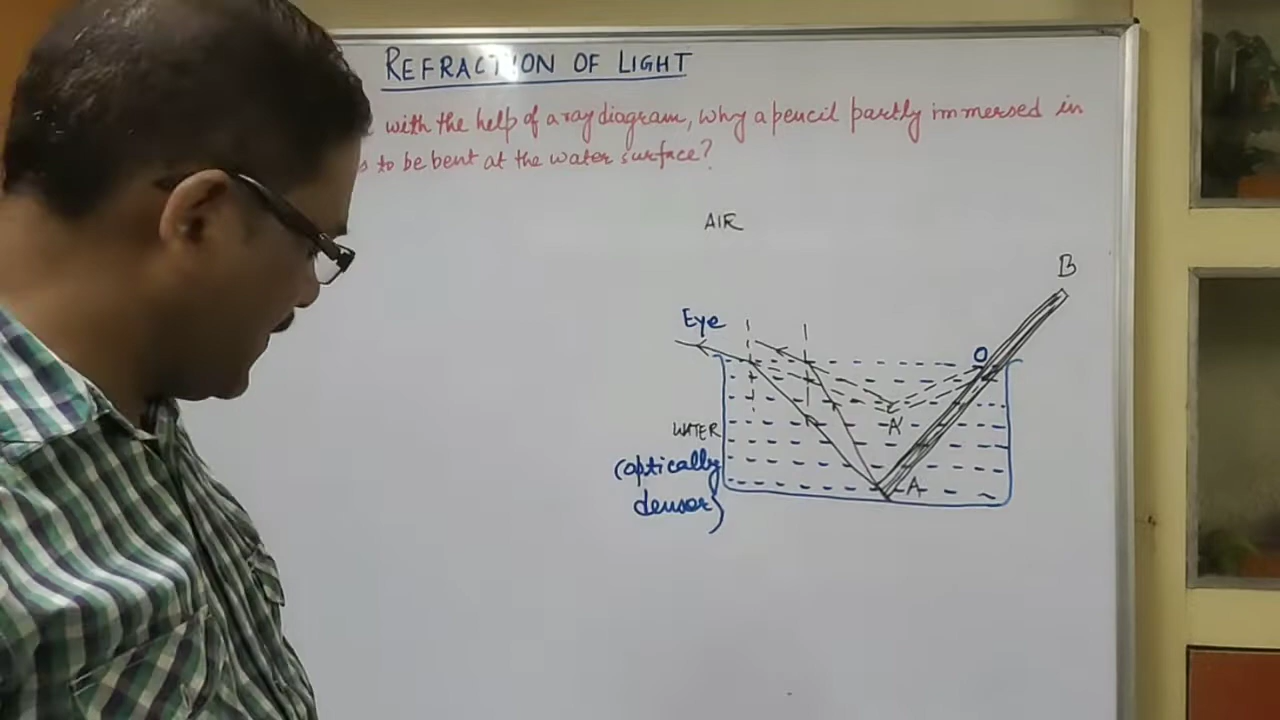 REFRACTION OF LIGHT
with the help of a ray diagram, why a pencil partly immersed in
to be bent at the water surface?
AIR
B
Eye
O
A'
WATER
(optically
denser)
A